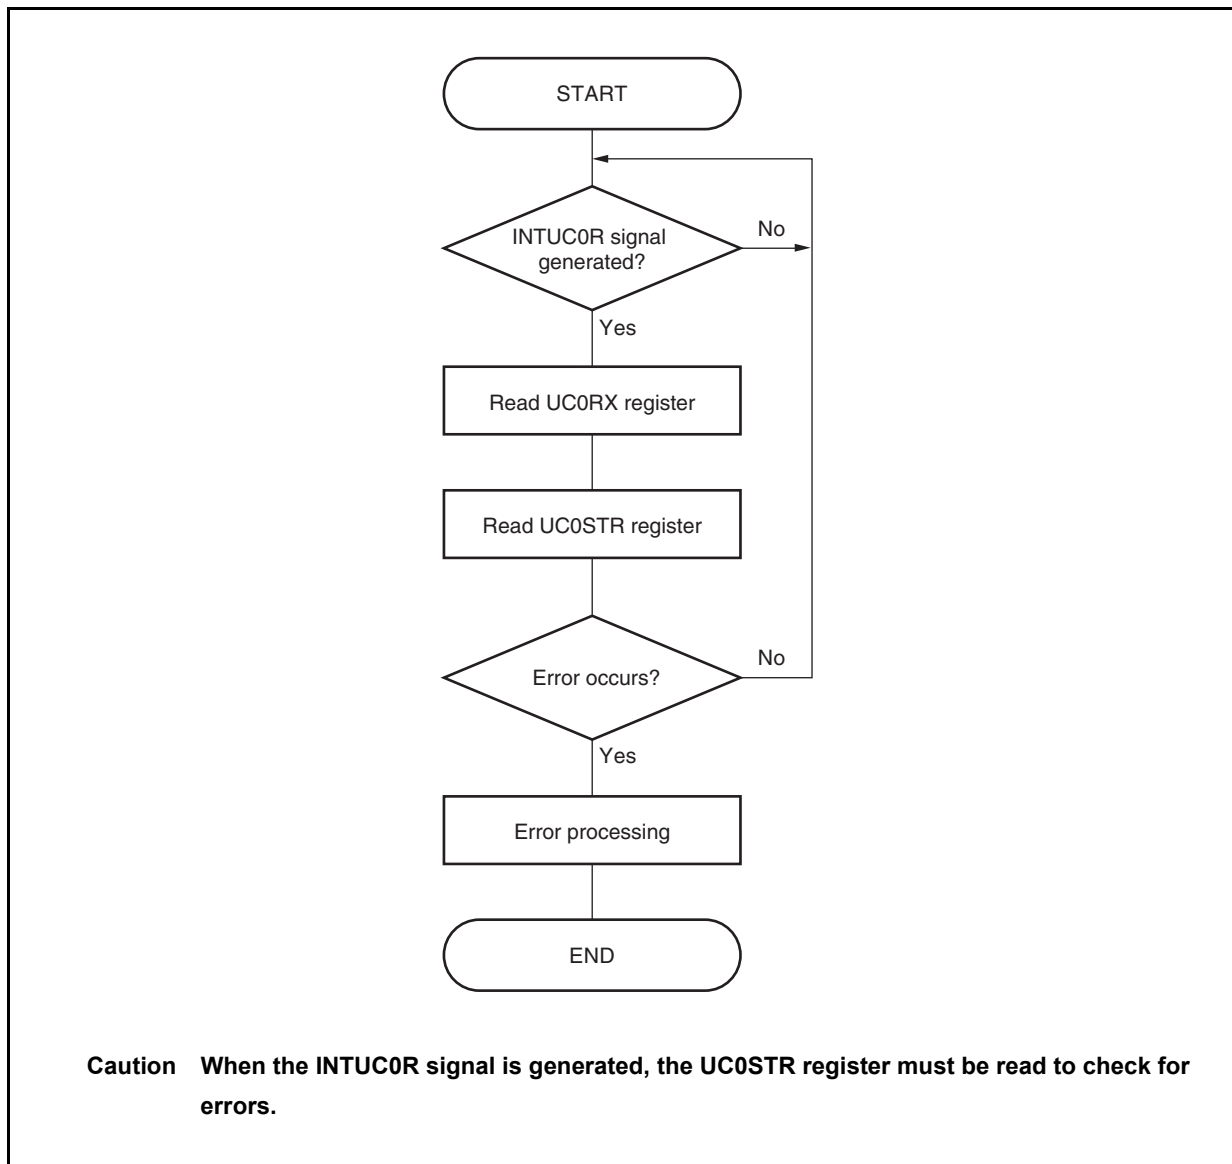 START
INTUC0R signal
generated?
No
Yes
Read UC0RX register
Read UC0STR register
Error occurs?
No
Yes
Error processing
END
Caution When the INTUC0R signal is generated, the UC0STR register must be read to check for
errors.